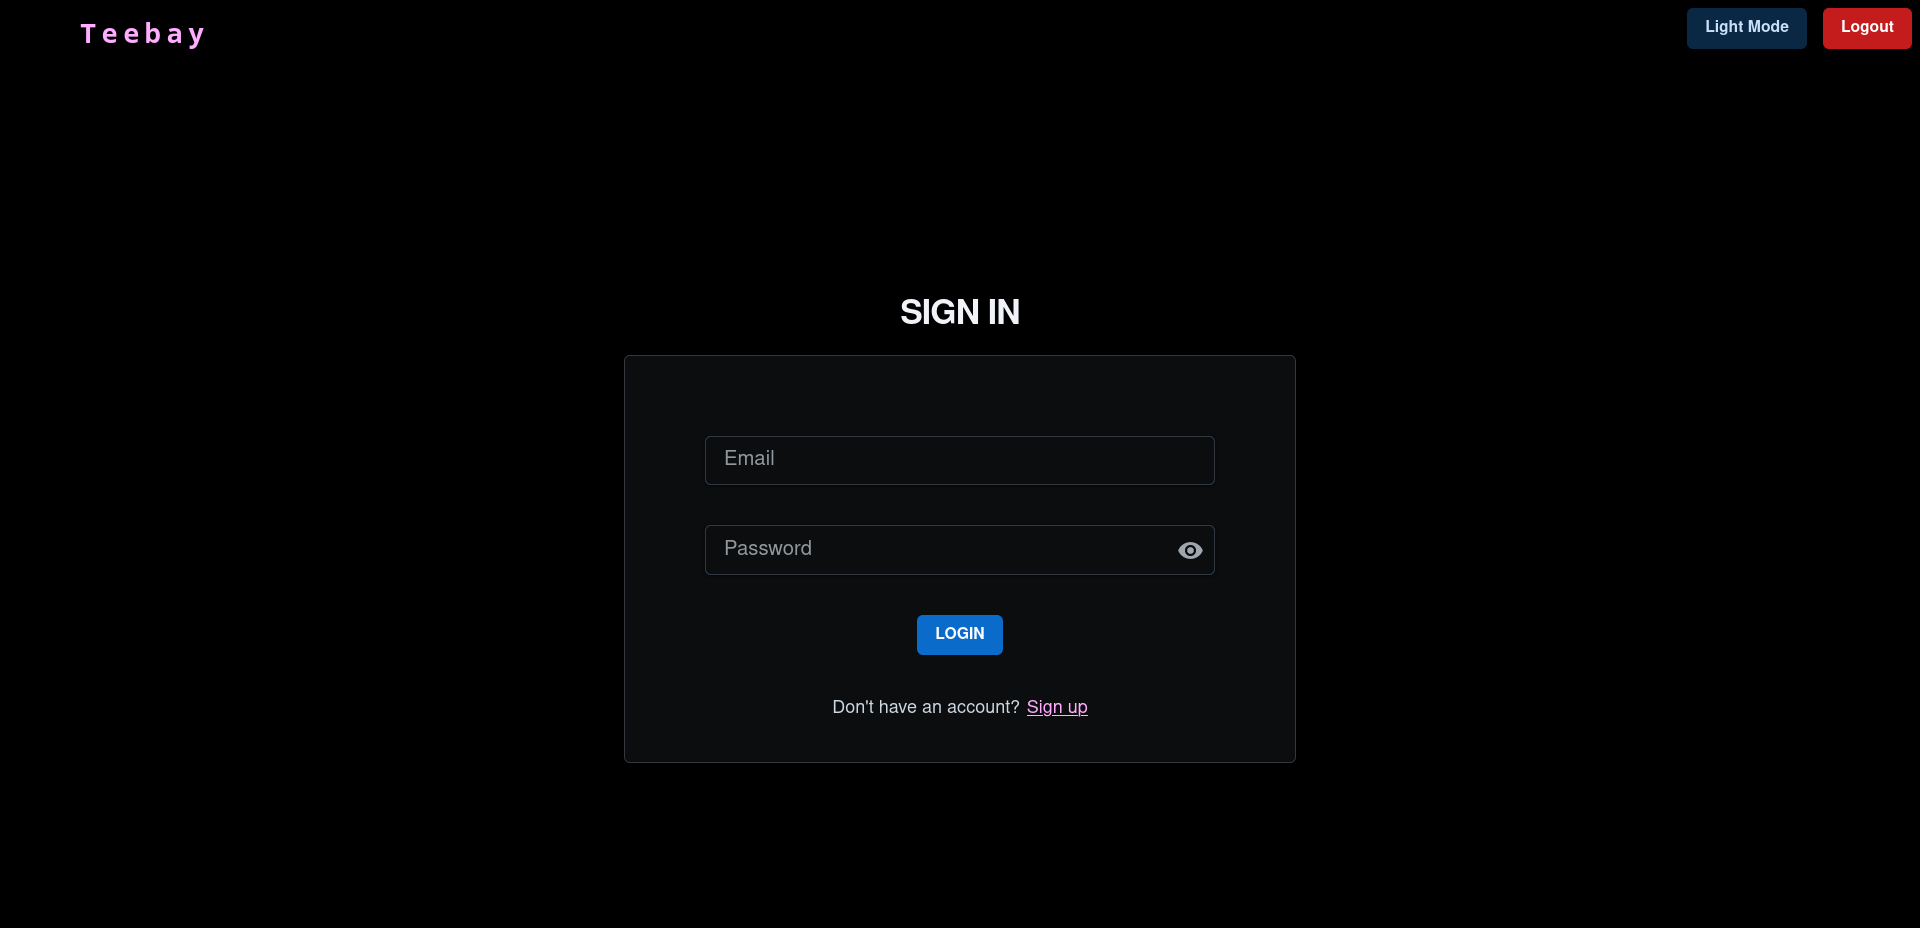 Teebay
Light Mode
Logout
SIGN IN
Email
Password
LOGIN
Don't have an account? Sign up